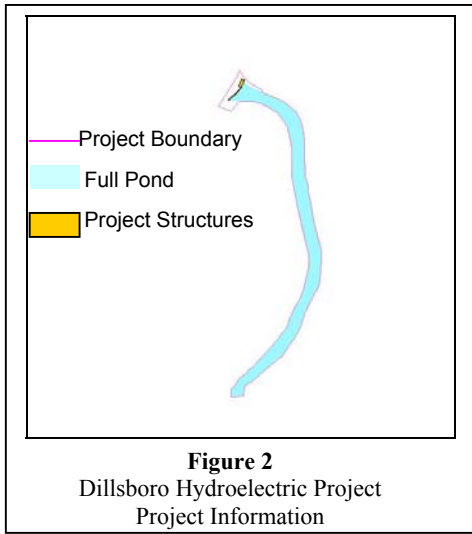 Project Boundary
Full Pond
Project Structures
Figure 2
Dillsboro Hydroelectric Project
Project Information